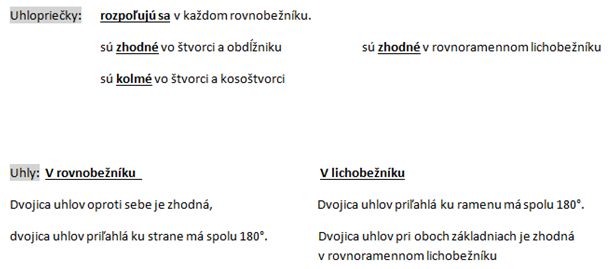 Uhlopriečky: rozpoľujú sa v každom rovnobežníku.
sú zhodné vo štvorci a obdĺžniku sú zhodné v rovnoramennom lichobežníku
sú kolmé vo štvorci a kosoštvorci
Uhly: V rovnobežníku V lichobežníku
Dvojica uhlov oproti sebe je zhodná, Dvojica uhlov priľahlá ku ramenu má spolu 180°.
dvojica uhlov priľahlá ku strane má spolu 180°. Dvojica uhlov pri oboch základniach je zhodná
v rovnoramennom lichobežníku